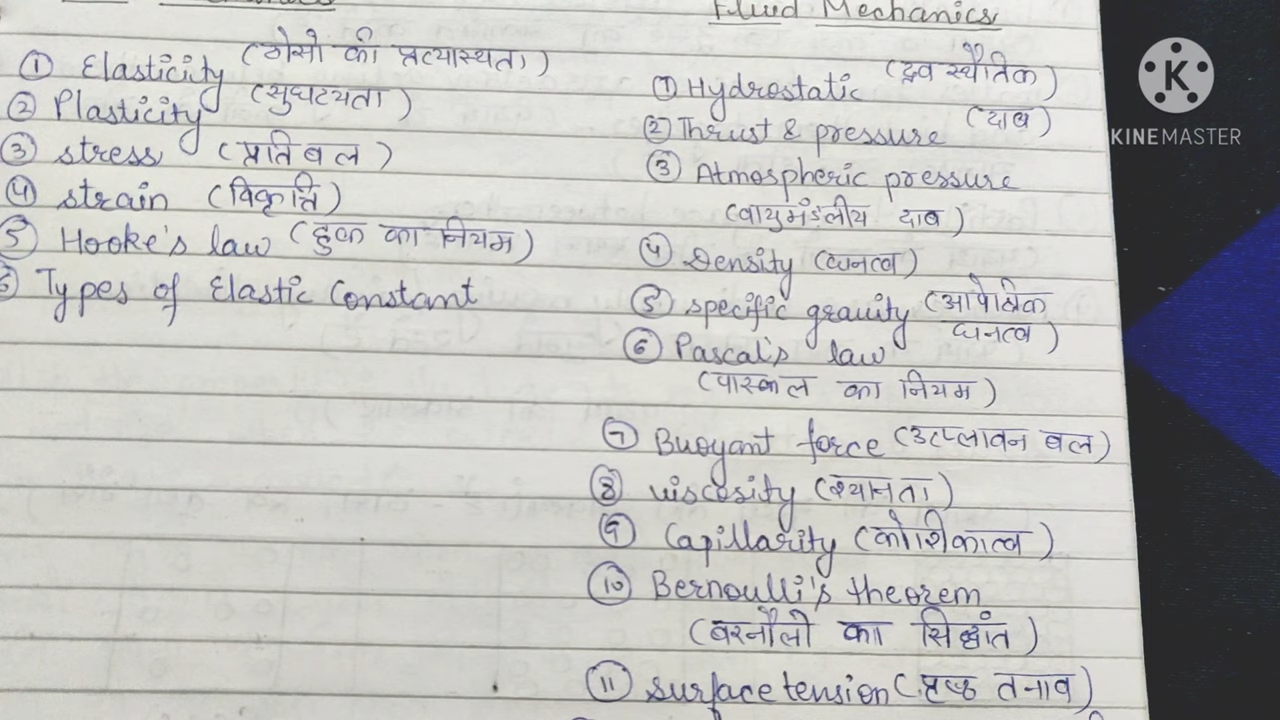 Fluid Mechanics
① Elasticity (ठोसो की प्रत्यास्थता)
② Plasticity (सुघटयता)
③ stress (प्रतिबल)
④ strain (विकृति)
⑤ Hooke's law (हुक का नियम)
⑥ Types of Elastic Constant
① Hydrostatic (द्रव स्थैतिक)
② Thrust & pressure (दाब)
③ Atmospheric pressure
(वायुमंडलीय दाब)
④ Density (घनत्व)
⑤ specific gravity (आपेक्षिक
घनत्व)
⑥ Pascal's law
(पास्कल का नियम)
⑦ Buoyant force (उत्प्लावन बल)
⑧ viscosity (श्यानता)
⑨ Capillarity (कोशिकात्व)
⑩ Bernoulli's theorem
(बरनौली का सिद्धांत)
⑪ surface tension (पृष्ठ तनाव)
KINEMASTER